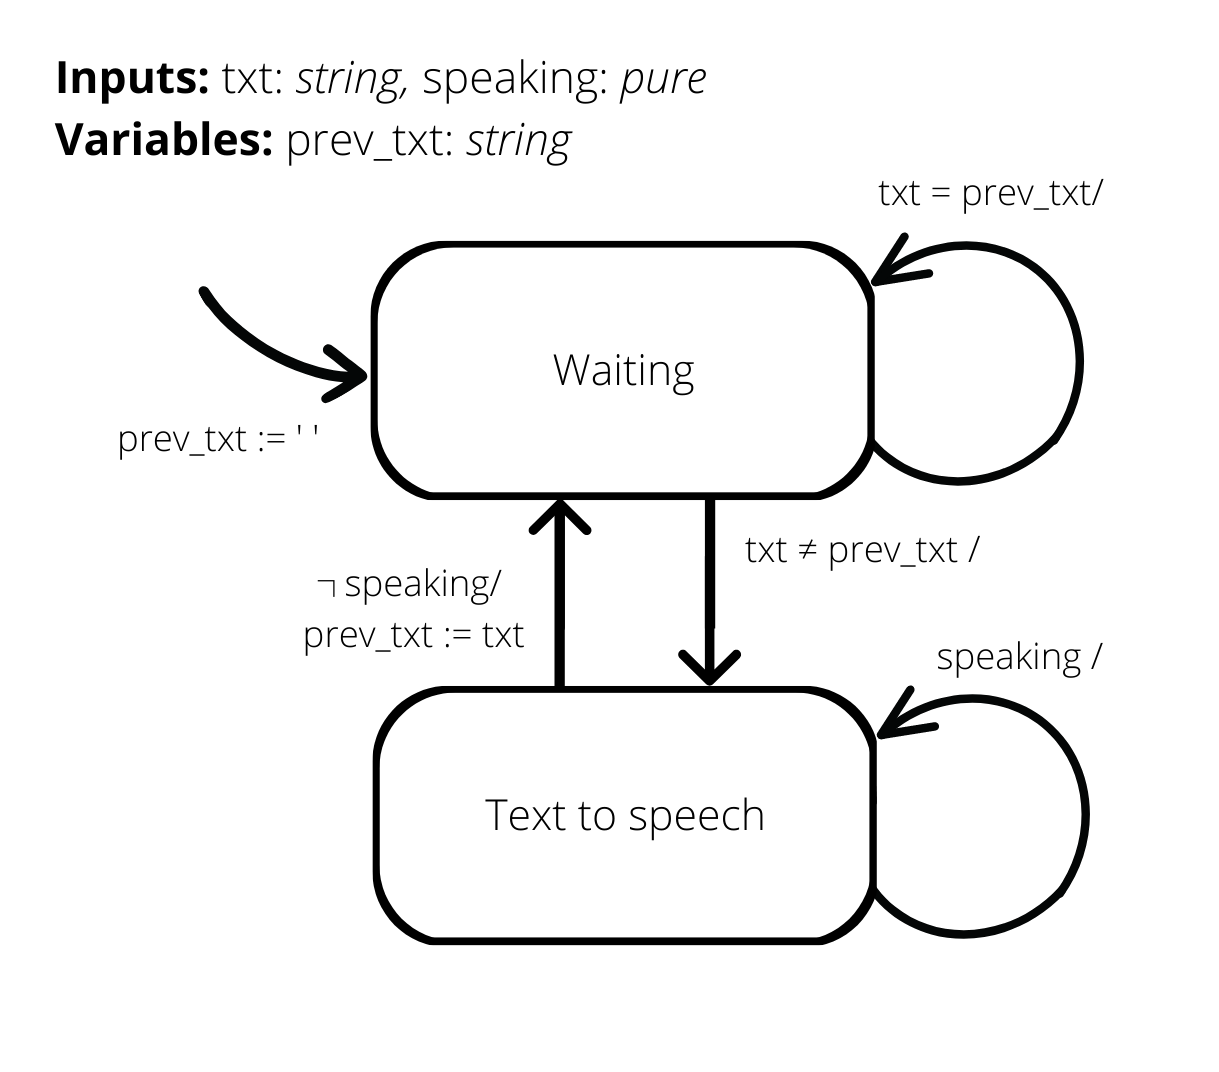 Inputs: txt: string, speaking: pure
Variables: prev_txt: string
txt = prev_txt/
Waiting
prev_txt := ' '
txt ≠ prev_txt /
¬ speaking/
prev_txt := txt
speaking /
Text to speech